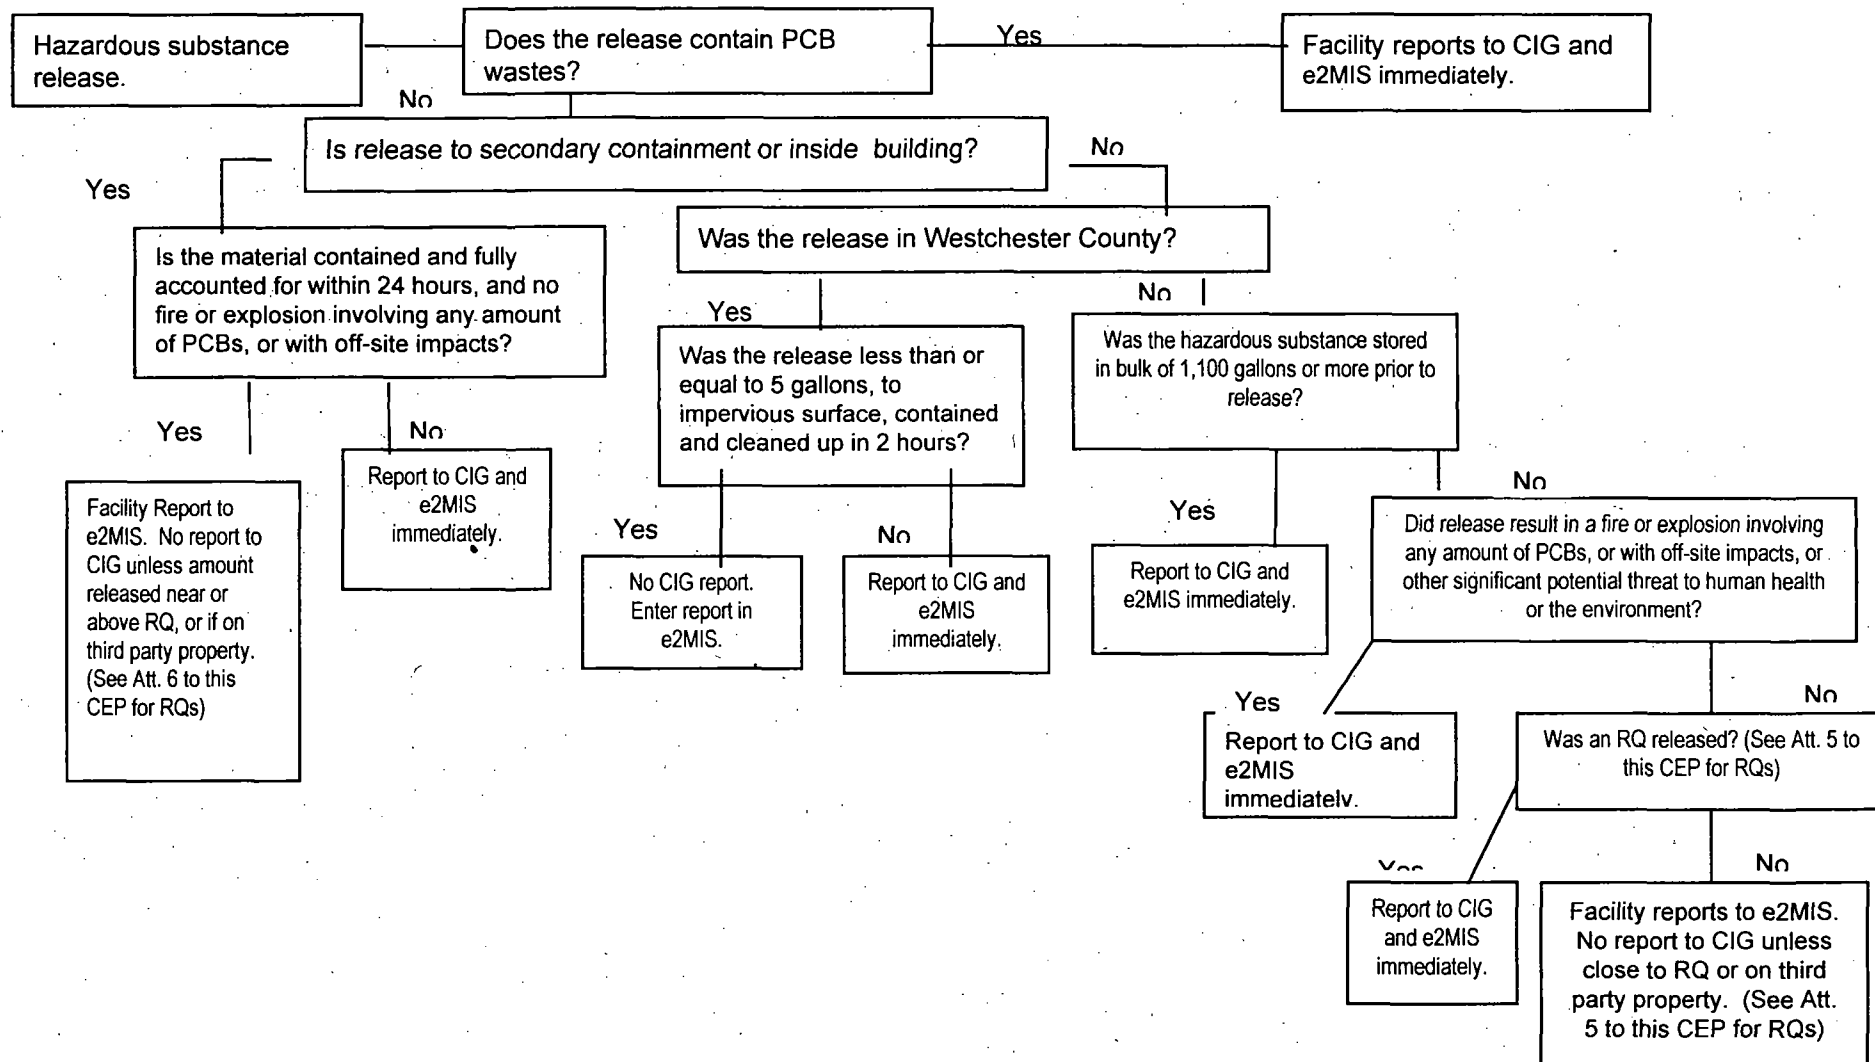 Hazardous substance
release.
Does the release contain PCB
wastes?
Yes
Facility reports to CIG and
e2MIS immediately.
No
Is release to secondary containment or inside building?
No
Yes
Was the release in Westchester County?
Is the material contained and fully
accounted for within 24 hours, and no
fire or explosion involving any amount
of PCBs, or with off-site impacts?
Yes
No
Was the release less than or
equal to 5 gallons, to
impervious surface, contained
and cleaned up in 2 hours?
Was the hazardous substance stored
in bulk of 1,100 gallons or more prior to
release?
Yes
No
Facility Report to
e2MIS. No report to
CIG unless amount
released near or
above RQ, or if on
third party property.
(See Att. 6 to this
CEP for RQs)
Report to CIG and
e2MIS
immediately.
Yes
No
No CIG report.
Enter report in
e2MIS.
Report to CIG and
e2MIS
immediately.
Yes
No
Report to CIG and
e2MIS immediately.
Did release result in a fire or explosion involving
any amount of PCBs, or with off-site impacts, or
other significant potential threat to human health
or the environment?
Yes
No
Report to CIG and
e2MIS
immediately.
Was an RQ released? (See Att. 5 to
this CEP for RQs)
Yes
No
Report to CIG
and e2MIS
immediately.
Facility reports to e2MIS.
No report to CIG unless
close to RQ or on third
party property. (See Att.
5 to this CEP for RQs)